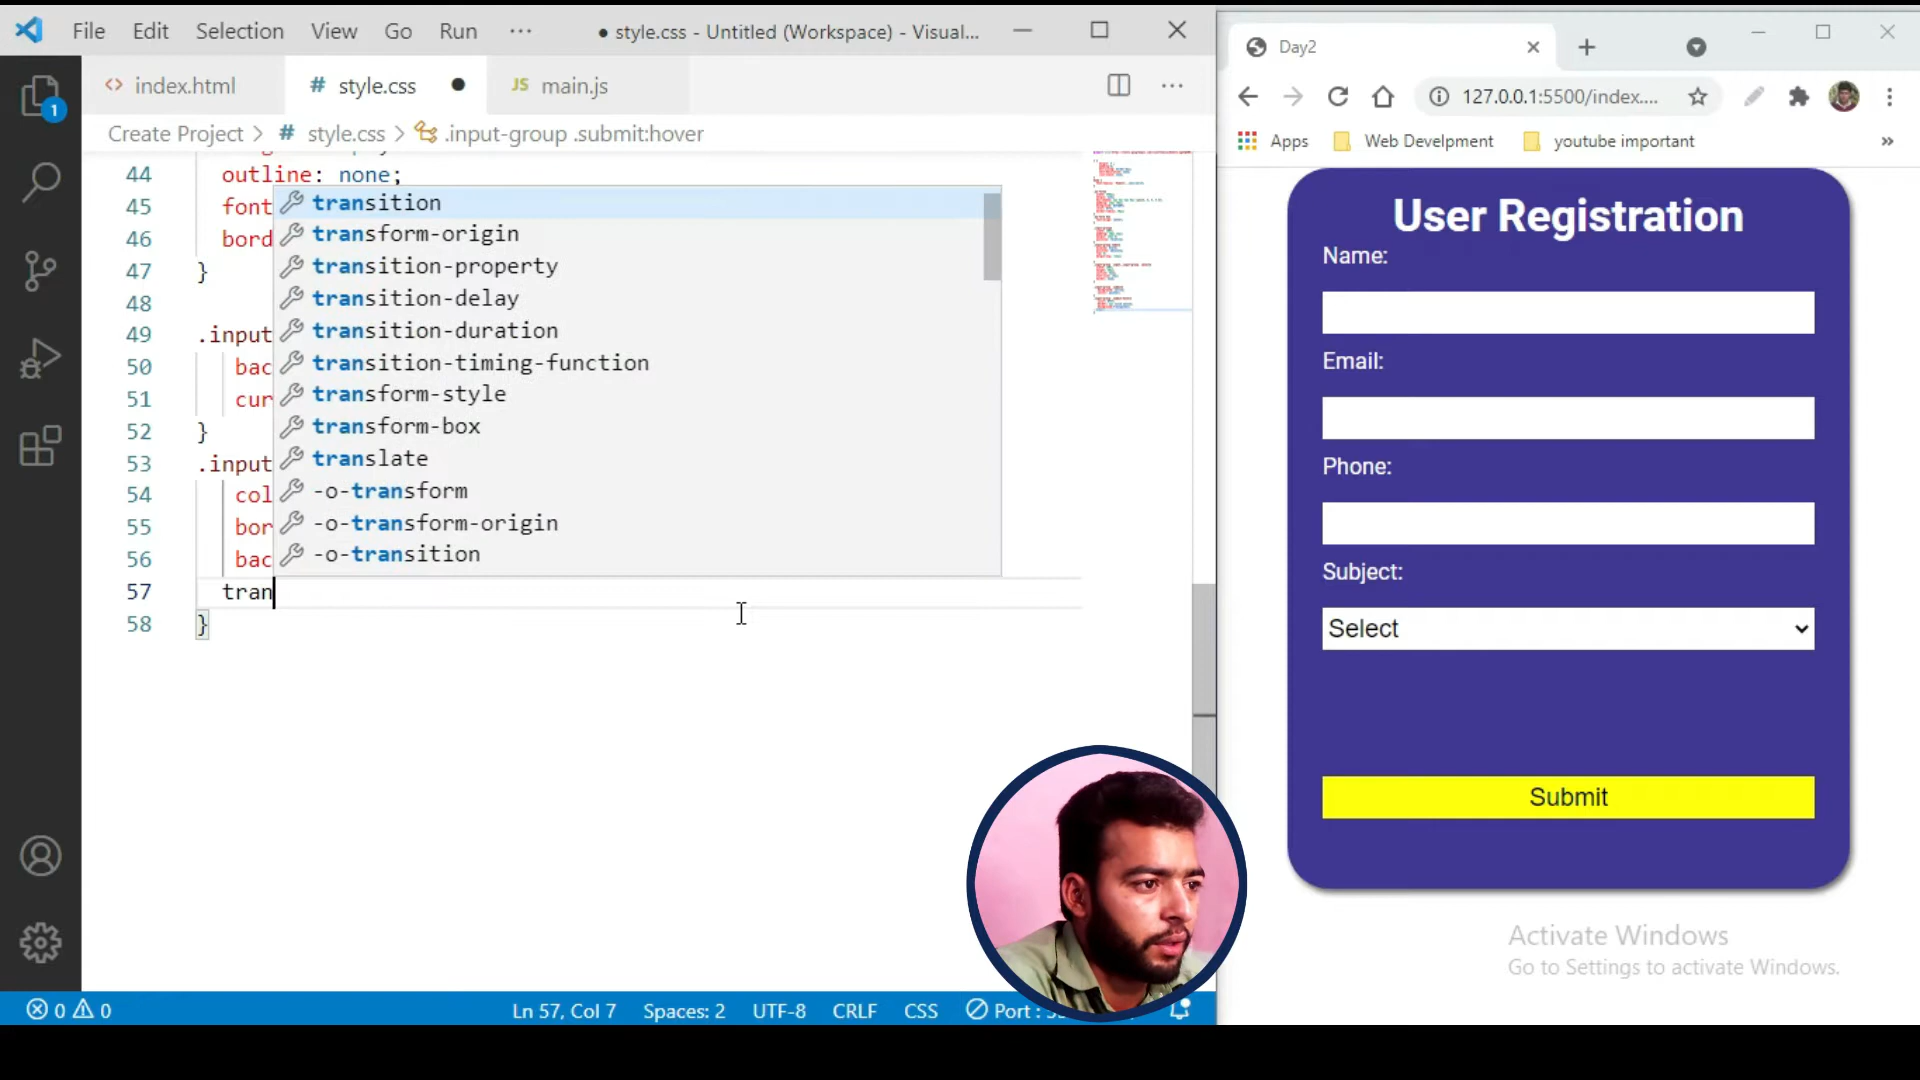 File Edit Selection View Go Run ··· ● style.css - Untitled (Workspace) - Visual...
<> index.html # style.css ● JS main.js ···
Create Project > # style.css > .input-group .submit:hover
1
44 outline: none;
45 font
46 bord
47 }
48
49 .input
50 bac
51 cur
52 }
53 .input
54 col
55 bor
56 bac
57 tran
58 }
transition
transform-origin
transition-property
transition-delay
transition-duration
transition-timing-function
transform-style
transform-box
translate
-o-transform
-o-transform-origin
-o-transition
0 0 Ln 57, Col 7 Spaces: 2 UTF-8 CRLF CSS Port :
Day2
127.0.0.1:5500/index....
Apps Web Develpment youtube important »
User Registration
Name:
Email:
Phone:
Subject:
Select
Submit
Activate Windows
Go to Settings to activate Windows.